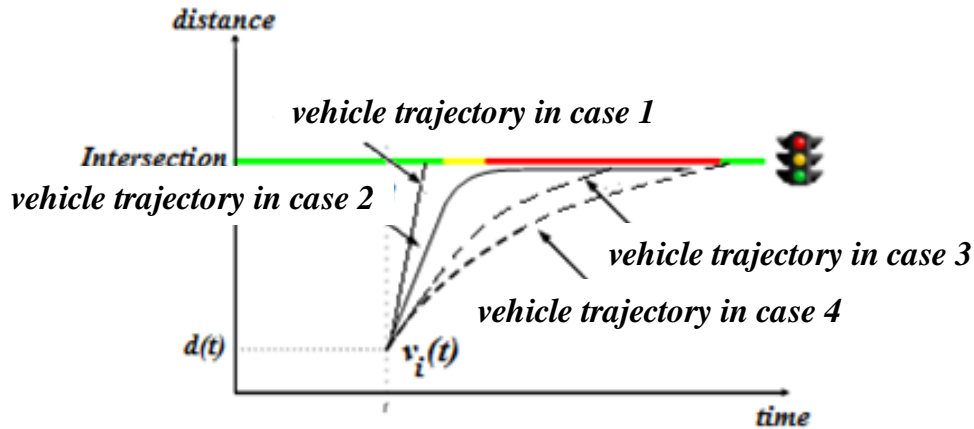 distance
vehicle trajectory in case 1
Intersection
vehicle trajectory in case 2
vehicle trajectory in case 3
vehicle trajectory in case 4
d(t)
vᵢ(t)
t
time